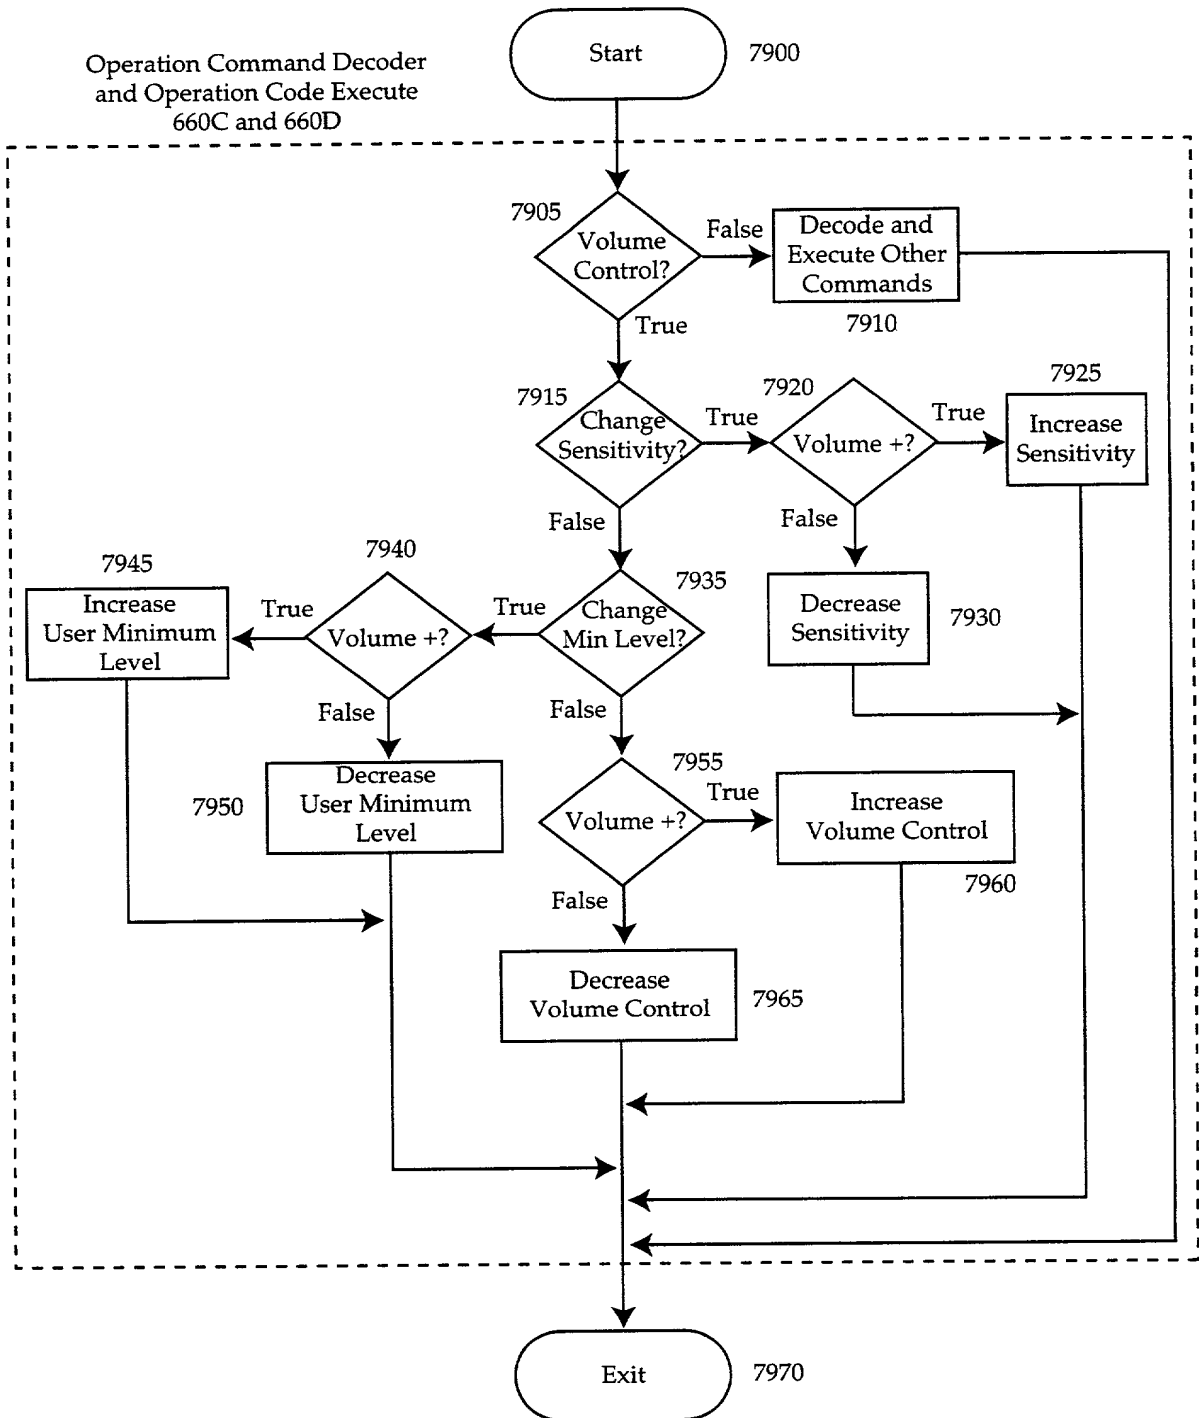 Start
7900
Operation Command Decoder
and Operation Code Execute
660C and 660D
7905
Volume
Control?
False
Decode and
Execute Other
Commands
7910
True
7915
Change
Sensitivity?
True
7920
Volume +?
True
7925
Increase
Sensitivity
False
False
7945
Increase
User Minimum
Level
True
7940
Volume +?
True
7935
Change
Min Level?
Decrease
Sensitivity
7930
False
False
7950
Decrease
User Minimum
Level
7955
Volume +?
True
Increase
Volume Control
7960
False
Decrease
Volume Control
7965
Exit
7970